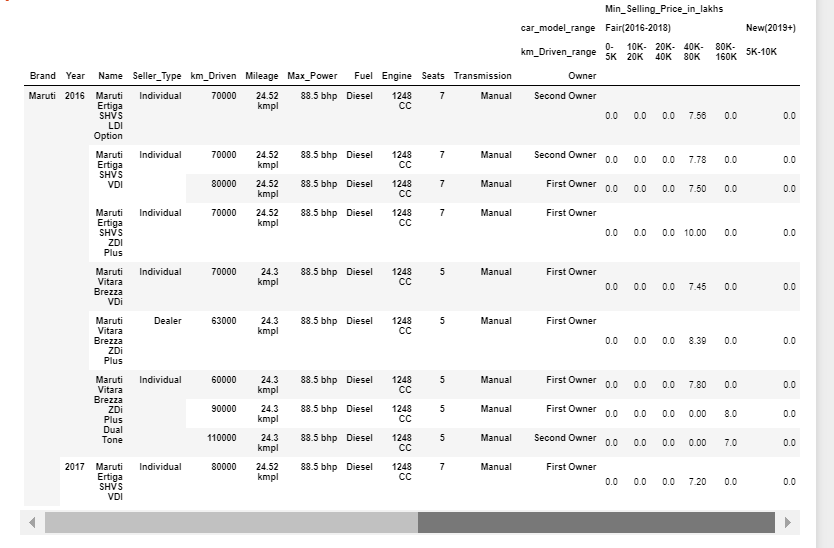 Min_Selling_Price_in_lakhs
car_model_range Fair(2016-2018) New(2019+)
km_Driven_range 0-5K 10K-20K 20K-40K 40K-80K 80K-160K 5K-10K
Brand Year Name Seller_Type km_Driven Mileage Max_Power Fuel Engine Seats Transmission Owner
Maruti 2016 Maruti Ertiga SHVS LDI Option Individual 70000 24.52 kmpl 88.5 bhp Diesel 1248 CC 7 Manual Second Owner 0.0 0.0 0.0 7.56 0.0 0.0
Maruti Ertiga SHVS VDI Individual 70000 24.52 kmpl 88.5 bhp Diesel 1248 CC 7 Manual Second Owner 0.0 0.0 0.0 7.78 0.0 0.0
80000 24.52 kmpl 88.5 bhp Diesel 1248 CC 7 Manual First Owner 0.0 0.0 0.0 7.50 0.0 0.0
Maruti Ertiga SHVS ZDI Plus Individual 70000 24.52 kmpl 88.5 bhp Diesel 1248 CC 7 Manual First Owner 0.0 0.0 0.0 10.00 0.0 0.0
Maruti Vitara Brezza VDi Individual 70000 24.3 kmpl 88.5 bhp Diesel 1248 CC 5 Manual First Owner 0.0 0.0 0.0 7.45 0.0 0.0
Maruti Vitara Brezza ZDi Plus Dealer 63000 24.3 kmpl 88.5 bhp Diesel 1248 CC 5 Manual First Owner 0.0 0.0 0.0 8.39 0.0 0.0
Maruti Vitara Brezza ZDi Plus Dual Tone Individual 60000 24.3 kmpl 88.5 bhp Diesel 1248 CC 5 Manual First Owner 0.0 0.0 0.0 7.80 0.0 0.0
90000 24.3 kmpl 88.5 bhp Diesel 1248 CC 5 Manual First Owner 0.0 0.0 0.0 0.00 8.0 0.0
110000 24.3 kmpl 88.5 bhp Diesel 1248 CC 5 Manual Second Owner 0.0 0.0 0.0 0.00 7.0 0.0
2017 Maruti Ertiga SHVS VDI Individual 80000 24.52 kmpl 88.5 bhp Diesel 1248 CC 7 Manual First Owner 0.0 0.0 0.0 7.20 0.0 0.0